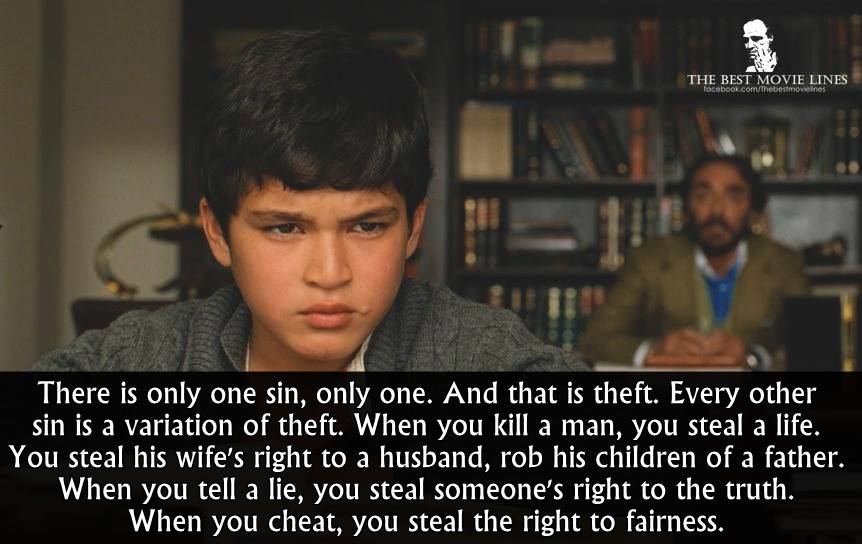 THE BEST MOVIE LINES
facebook.com/Thebestmovielines
There is only one sin, only one. And that is theft. Every other
sin is a variation of theft. When you kill a man, you steal a life.
You steal his wife's right to a husband, rob his children of a father.
When you tell a lie, you steal someone's right to the truth.
When you cheat, you steal the right to fairness.